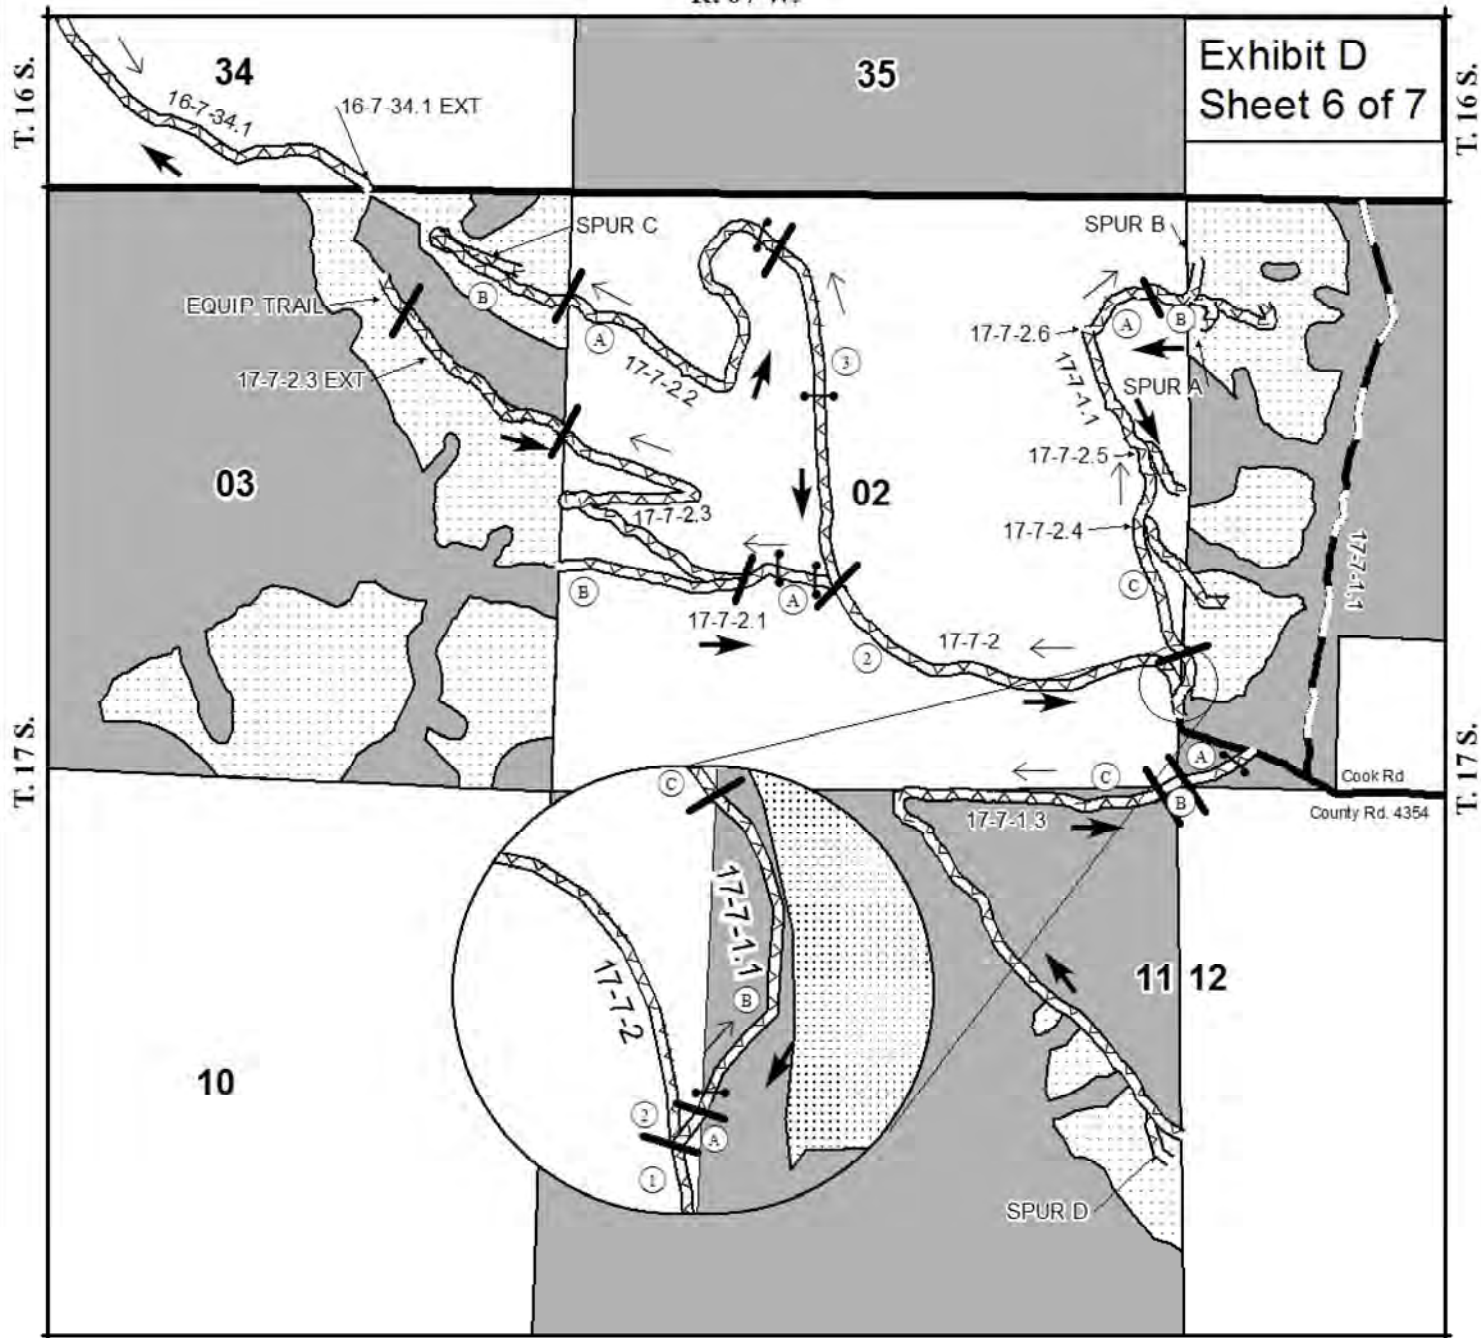 Exhibit D
Sheet 6 of 7
T. 16 S.
T. 16 S.
34
35
16-7-34.1
16-7-34.1 EXT
SPUR C
SPUR B
EQUIP. TRAIL
B
A
17-7-2.2
17-7-2.3 EXT
3
17-7-2.6
A
B
17-7-1.1
SPUR A
17-7-2.5
03
02
17-7-2.3
17-7-2.4
17-7-1.1
C
B
A
17-7-2.1
2
17-7-2
T. 17 S.
T. 17 S.
A
C
B
Cook Rd
County Rd. 4354
17-7-1.3
C
17-7-1.1
17-7-2
B
11
12
10
2
A
1
SPUR D